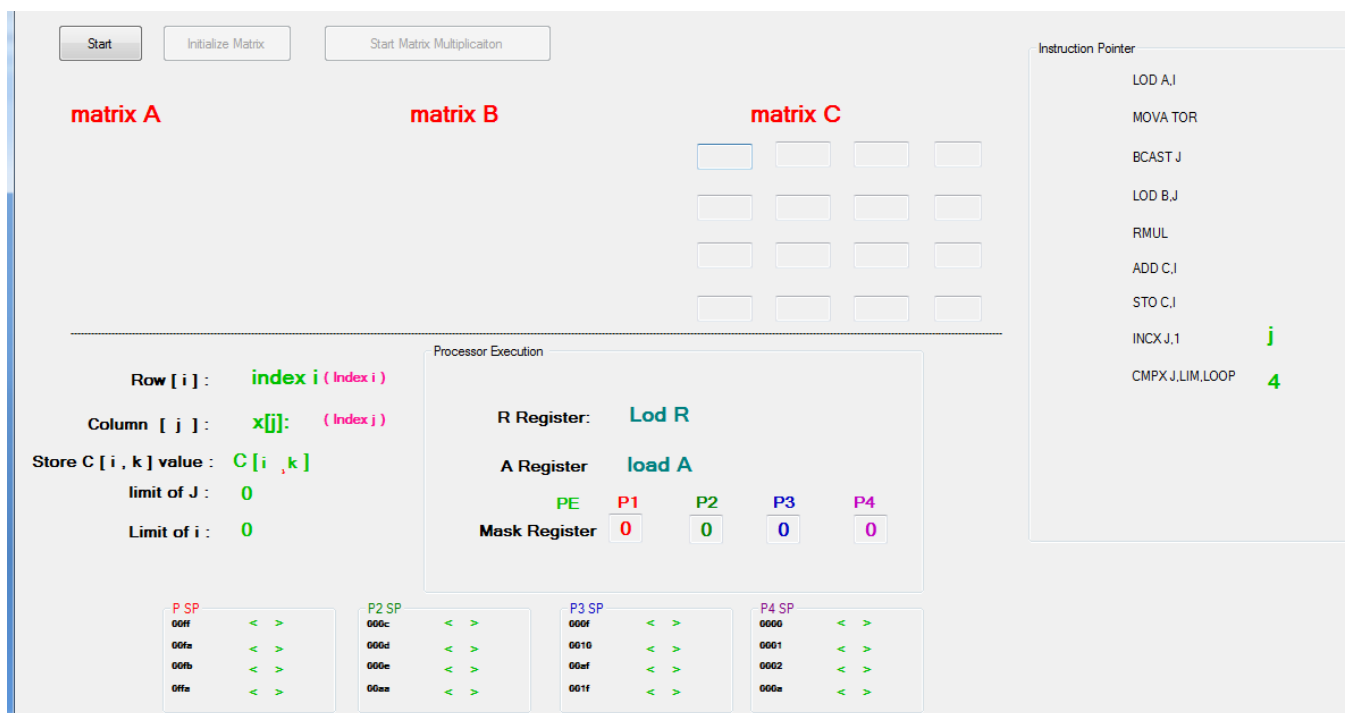 Start Initialize Matrix Start Matrix Multiplicaiton
Instruction Pointer
LOD A,I
matrix A matrix B matrix C
MOVA TOR
BCAST J
LOD B,J
RMUL
ADD C,I
STO C,I
INCX J,1 j
CMPX J,LIM,LOOP 4
Processor Execution
Row [ i ] : index i ( Index i )
Column [ j ] : x[j]: ( Index j )
Store C [ i , k ] value : C [ i , k ]
limit of J : 0
Limit of i : 0
R Register: Lod R
A Register load A
PE P1 P2 P3 P4
Mask Register 0 0 0 0
P SP
00ff < >
00fa < >
00fb < >
0ffa < >
P2 SP
000c < >
000d < >
000e < >
00aa < >
P3 SP
000f < >
0010 < >
00af < >
001f < >
P4 SP
0000 < >
0001 < >
0002 < >
000a < >